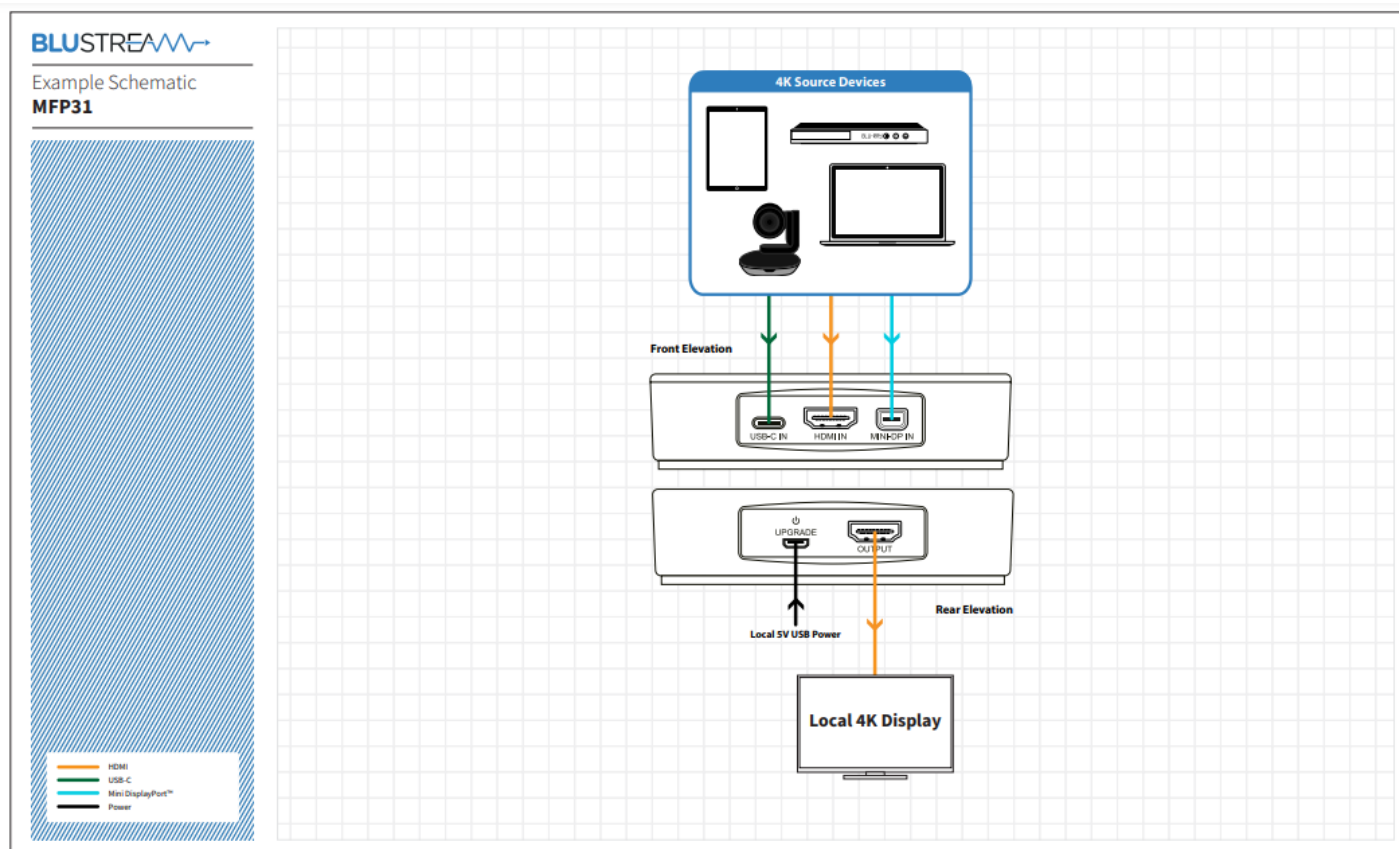 BLUSTREAM
Example Schematic
MFP31
4K Source Devices
Front Elevation
USB-C IN
HDMI IN
MINI-DP IN
UPGRADE
OUTPUT
Rear Elevation
Local 5V USB Power
Local 4K Display
HDMI
USB-C
Mini DisplayPort™
Power